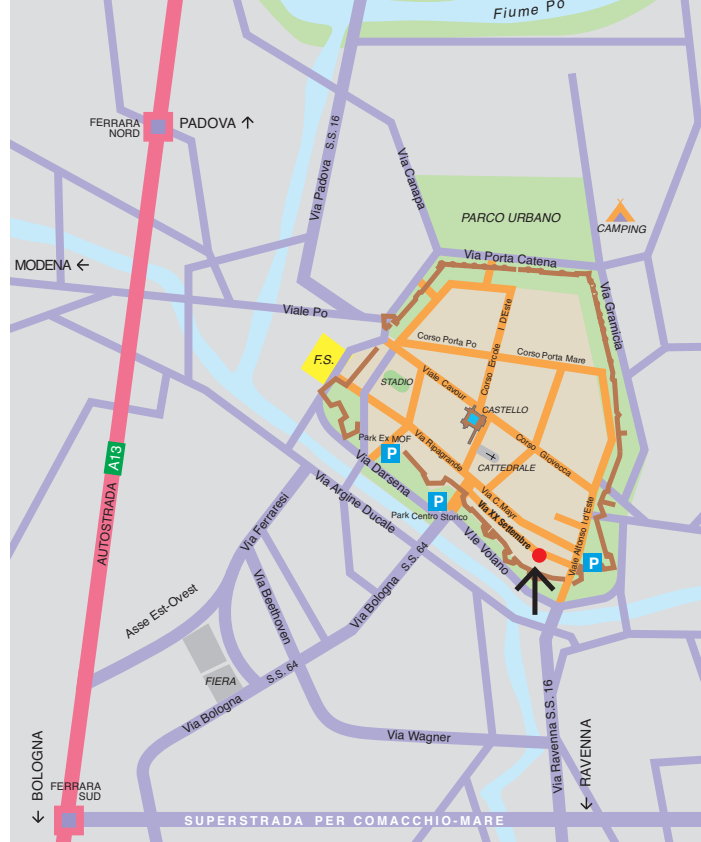 Fiume Po
FERRARA
NORD
PADOVA ↑
Via Padova S.S. 16
Via Canapa
PARCO URBANO
CAMPING
Via Porta Catena
MODENA ←
Viale Po
Via Gramicia
Corso Ercole I D'Este
Corso Porta Po
Corso Porta Mare
F.S.
STADIO
Viale Cavour
CASTELLO
Park Ex MOF
P
Via Ripagrande
CATTEDRALE
Corso Giovecca
Via Darsena
P
Park Centro Storico
Via C.Mayr
Via XX Settembre
Viale Alfonso I d'Este
P
V.le Volano
AUTOSTRADA A13
Via Argine Ducale
Via Ferraresi
Via Beethoven
Via Bologna S.S. 64
Asse Est-Ovest
FIERA
Via Bologna S.S. 64
Via Wagner
Via Ravenna S.S. 16
← BOLOGNA
← RAVENNA
FERRARA
SUD
SUPERSTRADA PER COMACCHIO-MARE